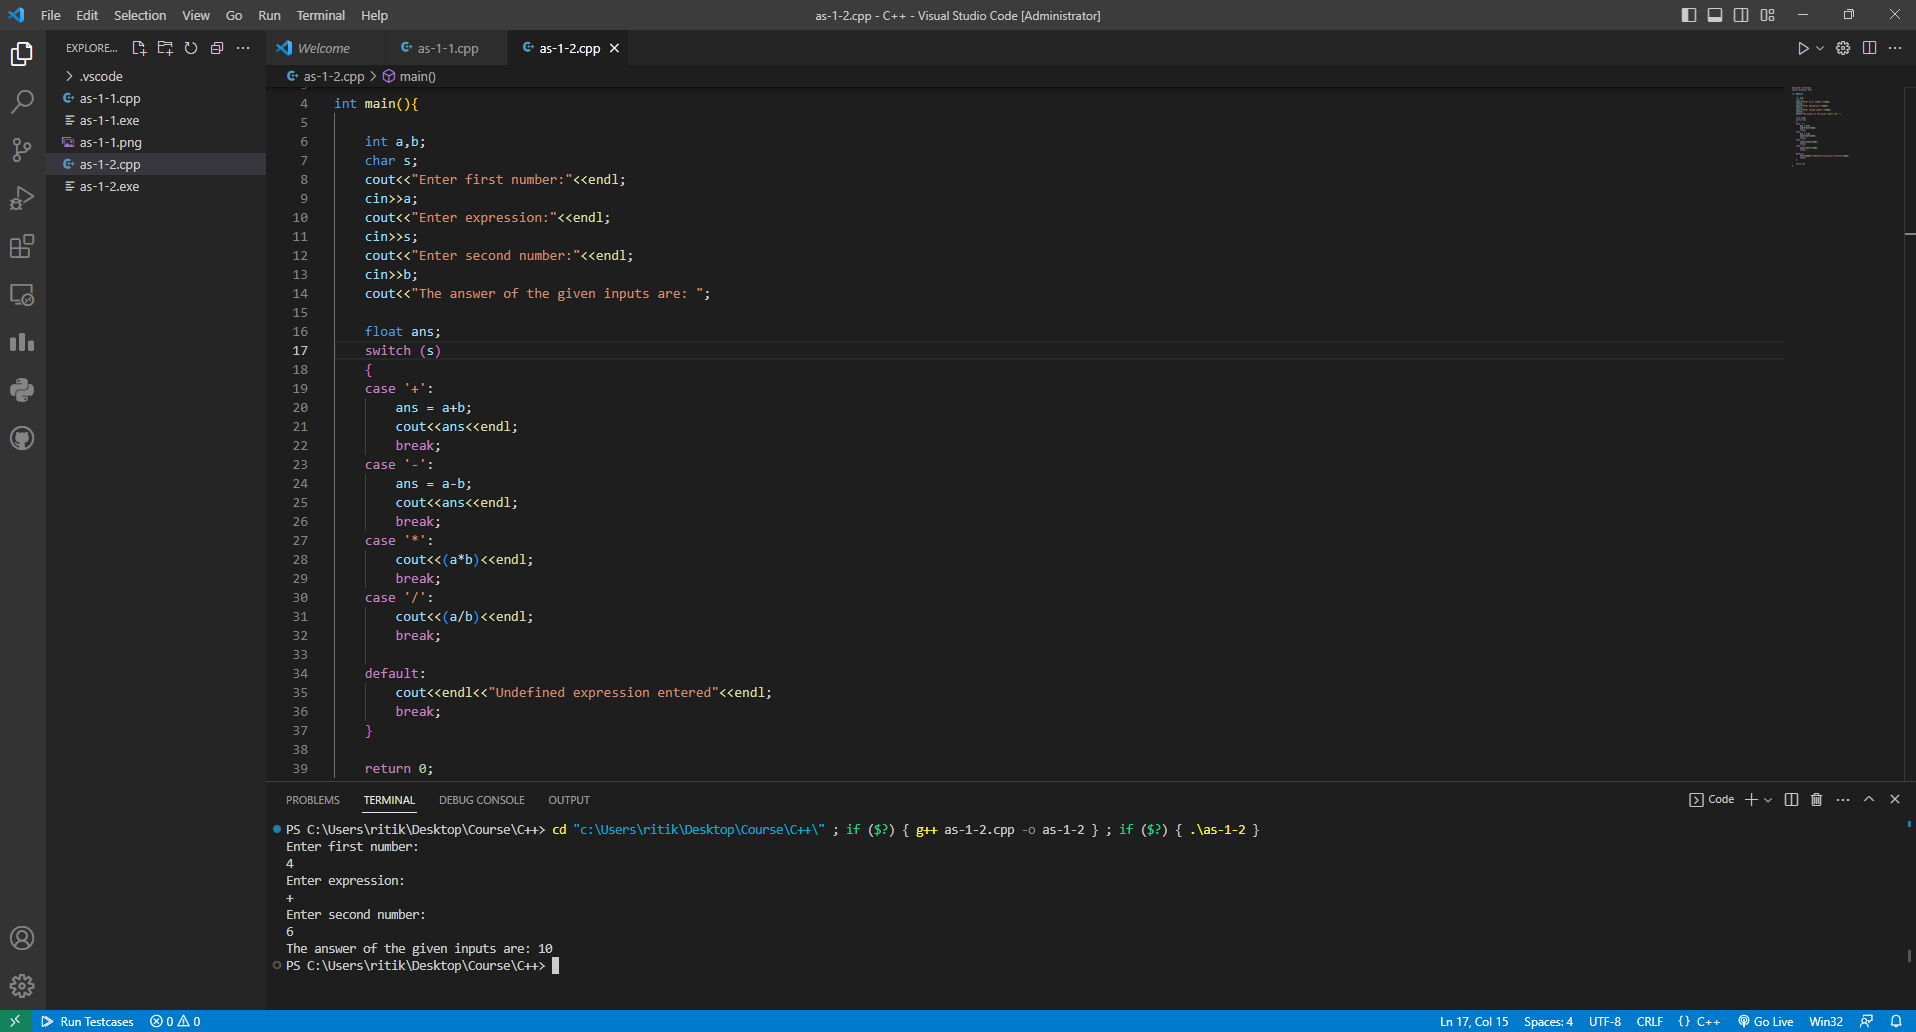 File Edit Selection View Go Run Terminal Help
as-1-2.cpp - C++ - Visual Studio Code [Administrator]
EXPLORE...
.vscode
as-1-1.cpp
as-1-1.exe
as-1-1.png
as-1-2.cpp
as-1-2.exe
Welcome as-1-1.cpp as-1-2.cpp
as-1-2.cpp > main()
4 int main(){
5
6 int a,b;
7 char s;
8 cout<<"Enter first number:"<<endl;
9 cin>>a;
10 cout<<"Enter expression:"<<endl;
11 cin>>s;
12 cout<<"Enter second number:"<<endl;
13 cin>>b;
14 cout<<"The answer of the given inputs are: ";
15
16 float ans;
17 switch (s)
18 {
19 case '+':
20 ans = a+b;
21 cout<<ans<<endl;
22 break;
23 case '-':
24 ans = a-b;
25 cout<<ans<<endl;
26 break;
27 case '*':
28 cout<<(a*b)<<endl;
29 break;
30 case '/':
31 cout<<(a/b)<<endl;
32 break;
33
34 default:
35 cout<<endl<<"Undefined expression entered"<<endl;
36 break;
37 }
38
39 return 0;
PROBLEMS TERMINAL DEBUG CONSOLE OUTPUT
Code
PS C:\Users\ritik\Desktop\Course\C++> cd "c:\Users\ritik\Desktop\Course\C++\" ; if ($?) { g++ as-1-2.cpp -o as-1-2 } ; if ($?) { .\as-1-2 }
Enter first number:
4
Enter expression:
+
Enter second number:
6
The answer of the given inputs are: 10
PS C:\Users\ritik\Desktop\Course\C++>
Run Testcases 0 0
Ln 17, Col 15 Spaces: 4 UTF-8 CRLF {} C++ Go Live Win32